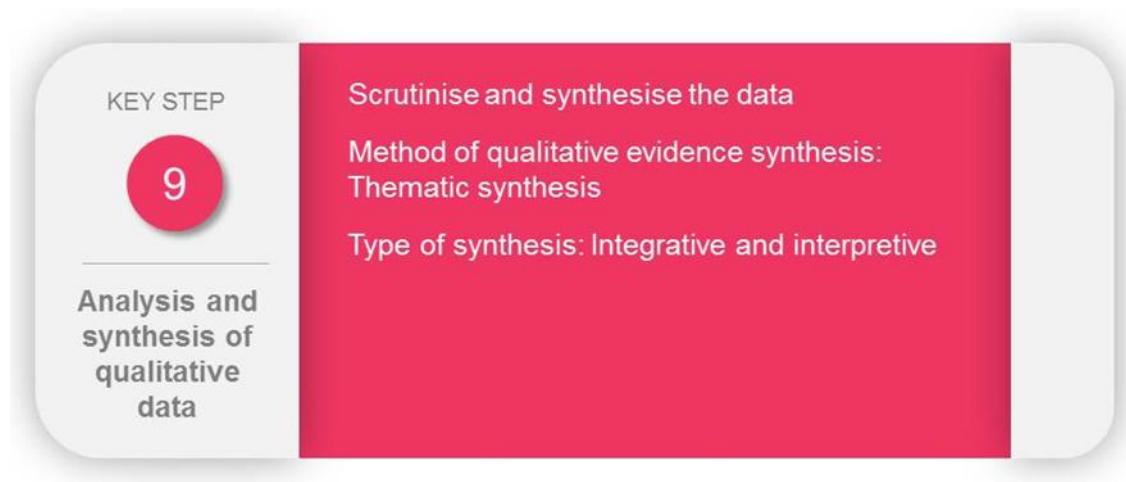 KEY STEP
9
Analysis and
synthesis of
qualitative
data
Scrutinise and synthesise the data
Method of qualitative evidence synthesis:
Thematic synthesis
Type of synthesis: Integrative and interpretive